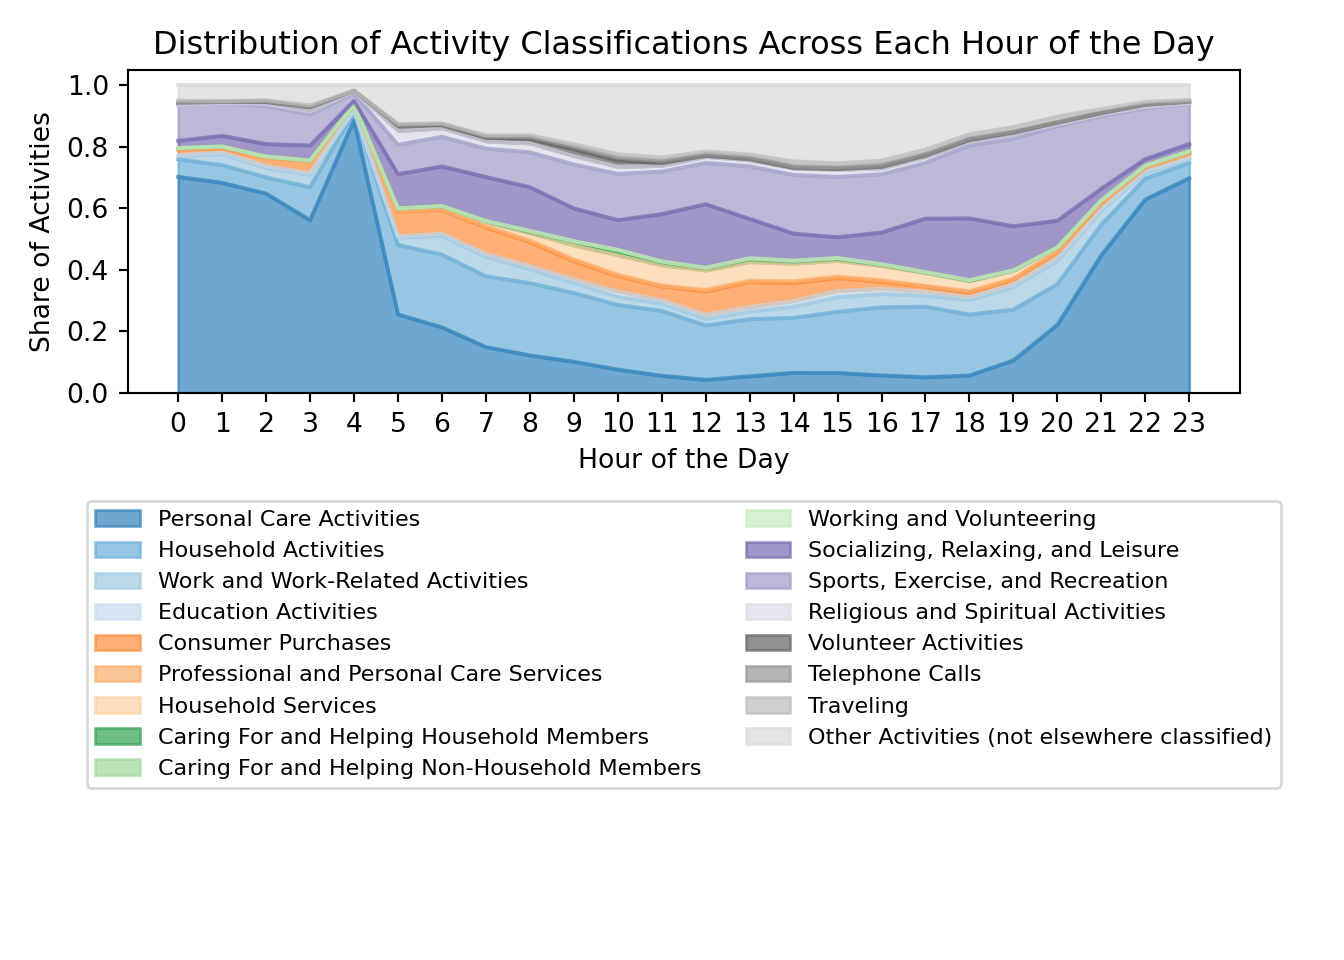 Distribution of Activity Classifications Across Each Hour of the Day
Share of Activities
1.0
0.8
0.6
0.4
0.2
0.0
0 1 2 3 4 5 6 7 8 9 10 11 12 13 14 15 16 17 18 19 20 21 22 23
Hour of the Day
Personal Care Activities
Household Activities
Work and Work-Related Activities
Education Activities
Consumer Purchases
Professional and Personal Care Services
Household Services
Caring For and Helping Household Members
Caring For and Helping Non-Household Members
Working and Volunteering
Socializing, Relaxing, and Leisure
Sports, Exercise, and Recreation
Religious and Spiritual Activities
Volunteer Activities
Telephone Calls
Traveling
Other Activities (not elsewhere classified)